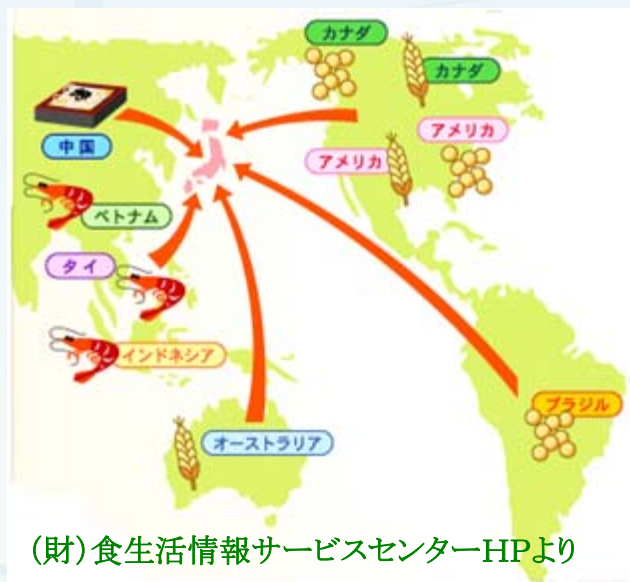 カナダ
カナダ
アメリカ
アメリカ
中国
ベトナム
タイ
インドネシア
オーストラリア
ブラジル
(財)食生活情報サービスセンターHPより